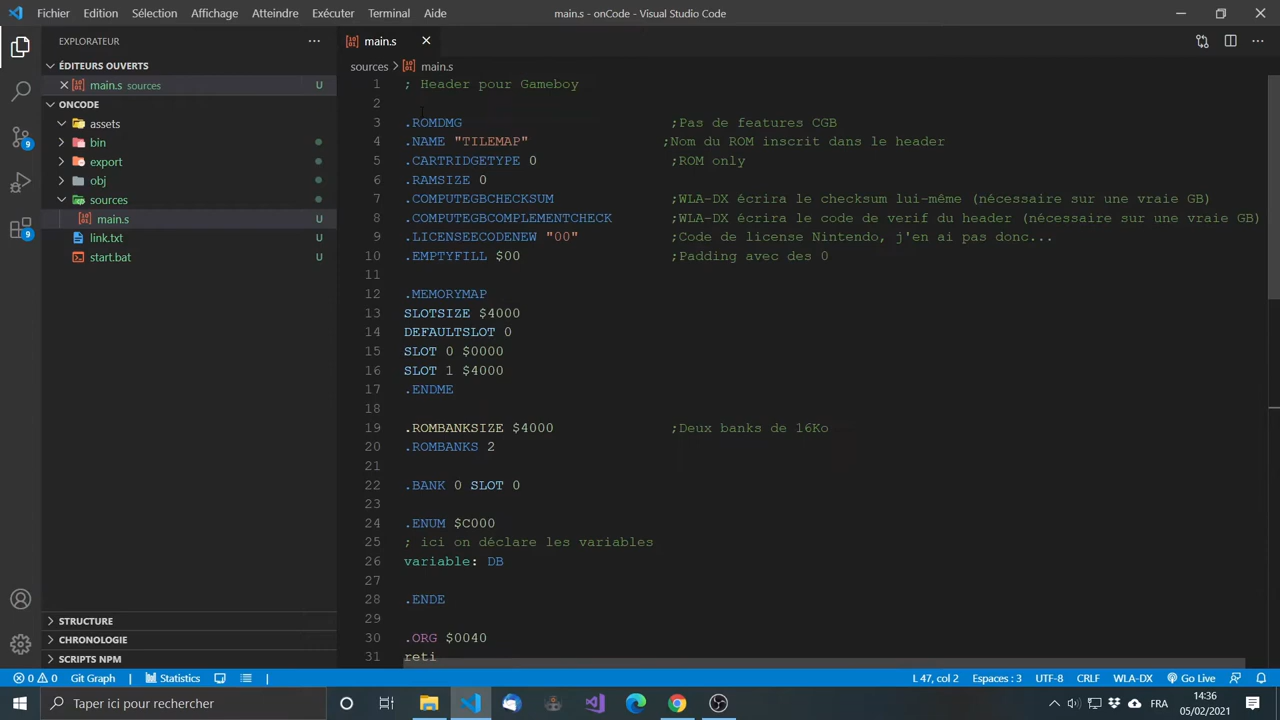 Fichier Edition Sélection Affichage Atteindre Exécuter Terminal Aide main.s - onCode - Visual Studio Code
EXPLORATEUR
ÉDITEURS OUVERTS
main.s sources U
ONCODE
assets
bin
export
obj
sources
main.s U
link.txt U
start.bat U
STRUCTURE
CHRONOLOGIE
SCRIPTS NPM
9
9
main.s
sources > main.s
1 ; Header pour Gameboy
2
3 .ROMDMG ;Pas de features CGB
4 .NAME "TILEMAP" ;Nom du ROM inscrit dans le header
5 .CARTRIDGETYPE 0 ;ROM only
6 .RAMSIZE 0
7 .COMPUTEGBCHECKSUM ;WLA-DX écrira le checksum lui-même (nécessaire sur une vraie GB)
8 .COMPUTEGBCOMPLEMENTCHECK ;WLA-DX écrira le code de verif du header (nécessaire sur une vraie GB)
9 .LICENSEECODENEW "00" ;Code de license Nintendo, j'en ai pas donc...
10 .EMPTYFILL $00 ;Padding avec des 0
11
12 .MEMORYMAP
13 SLOTSIZE $4000
14 DEFAULTSLOT 0
15 SLOT 0 $0000
16 SLOT 1 $4000
17 .ENDME
18
19 .ROMBANKSIZE $4000 ;Deux banks de 16Ko
20 .ROMBANKS 2
21
22 .BANK 0 SLOT 0
23
24 .ENUM $C000
25 ; ici on déclare les variables
26 variable: DB
27
28 .ENDE
29
30 .ORG $0040
31 reti
0 0 Git Graph Statistics L 47, col 2 Espaces : 3 UTF-8 CRLF WLA-DX Go Live
Taper ici pour rechercher FRA 14:36
05/02/2021